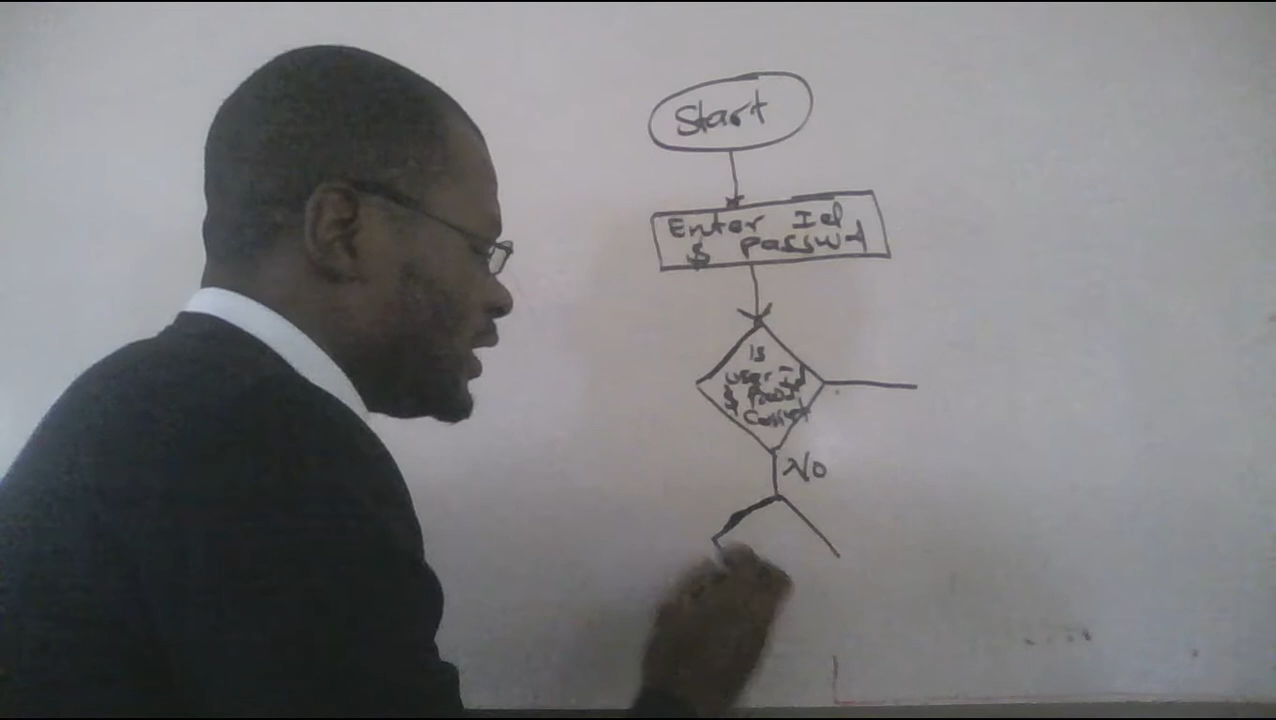 Start
Enter Id
& passwd
Is
user Id
& Pass
Correct
No